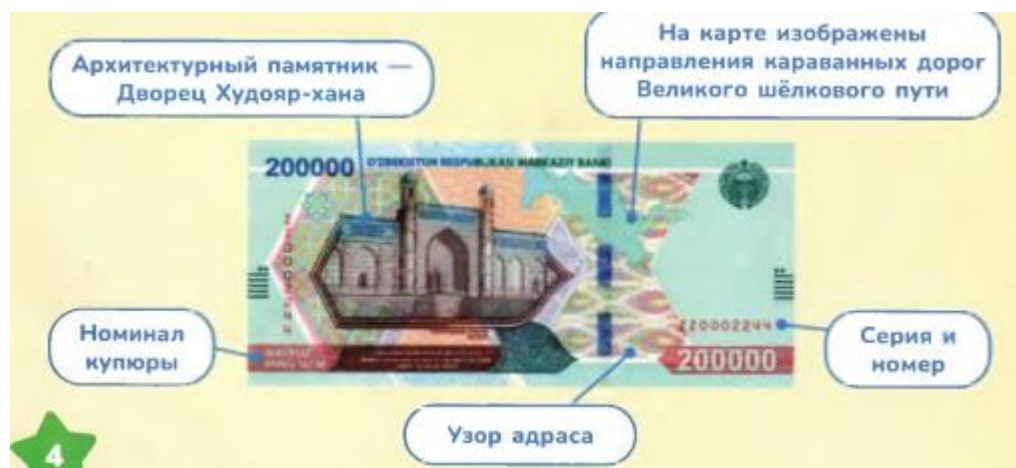 Архитектурный памятник —
Дворец Худояр-хана
На карте изображены
направления караванных дорог
Великого шёлкового пути
200000
O'ZBEKISTON RESPUBLIKASI MARKAZIY BANKI
ZZ0002244
Номинал
купюры
200000
Серия и
номер
Узор адраса
4